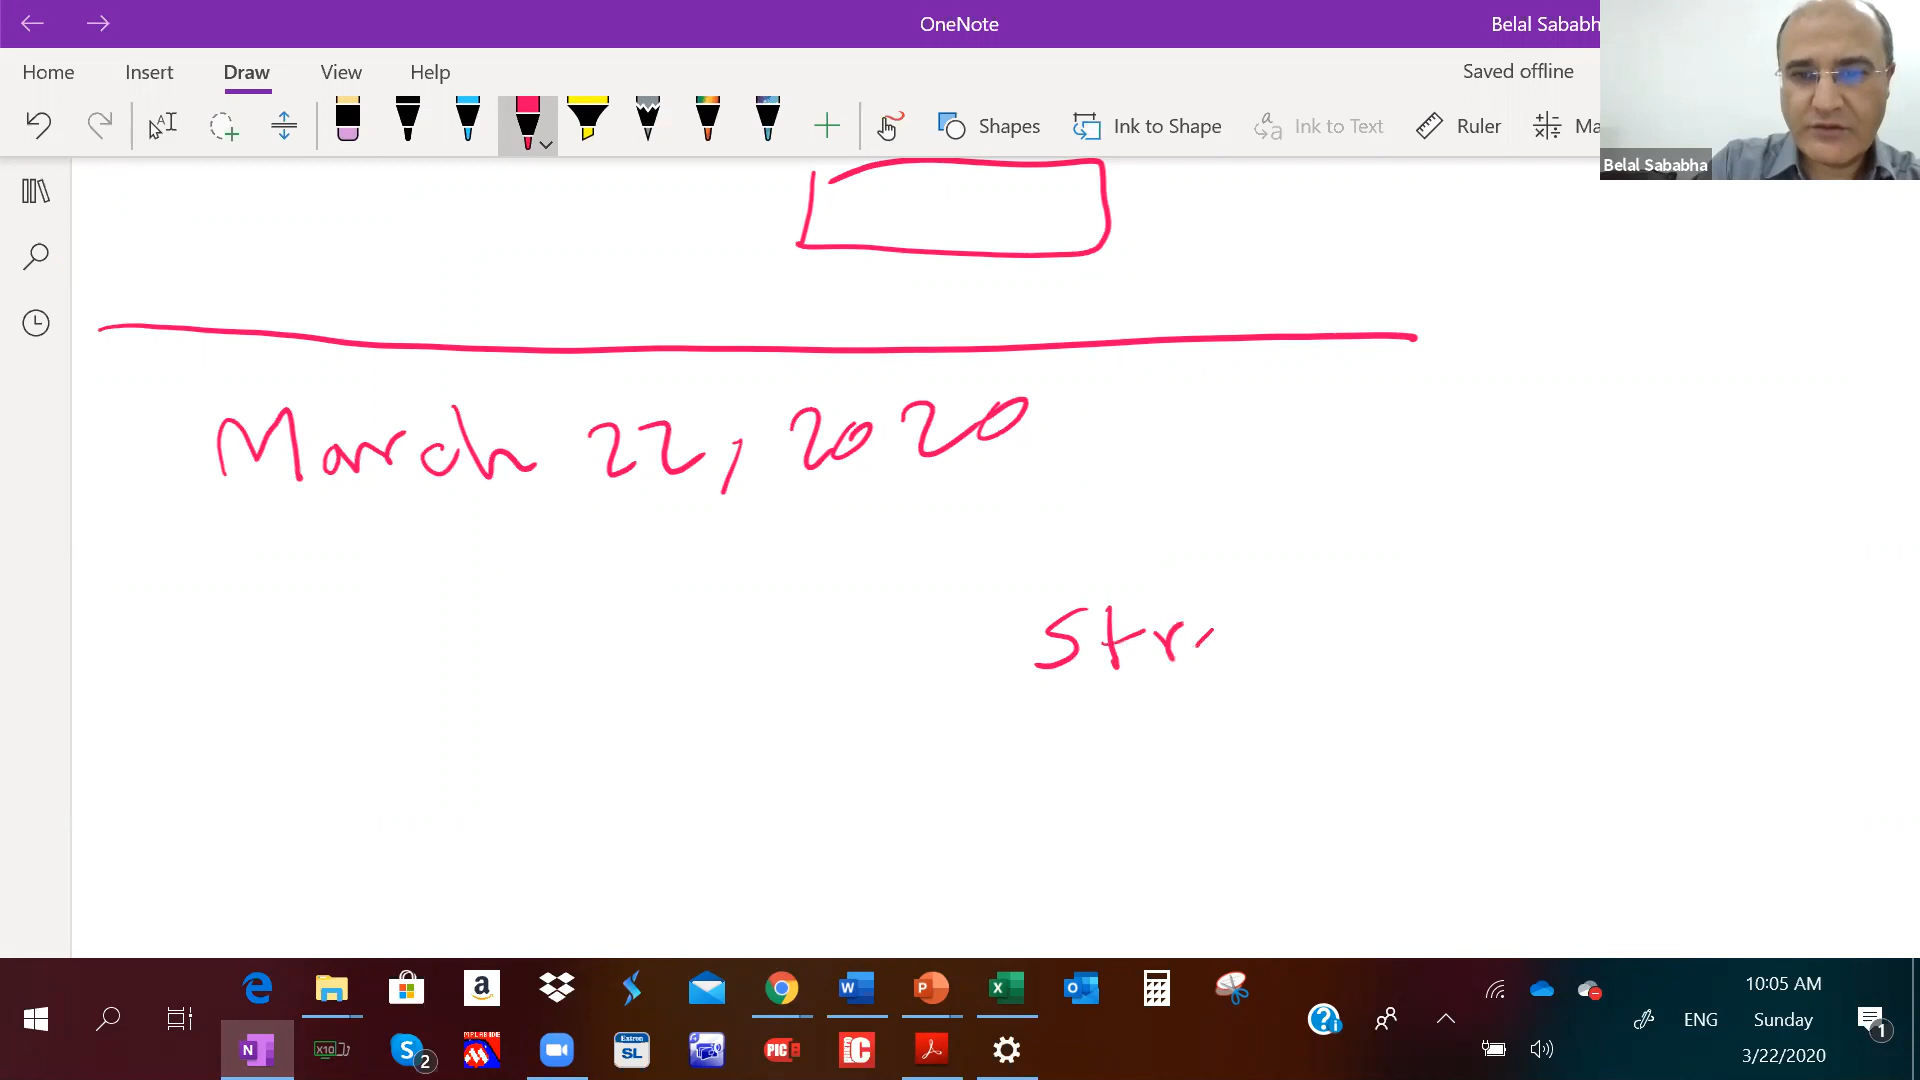 OneNote
Belal Sababh
Home Insert Draw View Help
Saved offline
Shapes Ink to Shape Ink to Text Ruler Ma
Belal Sababha
March 22, 2020
Str
10:05 AM
ENG Sunday
3/22/2020